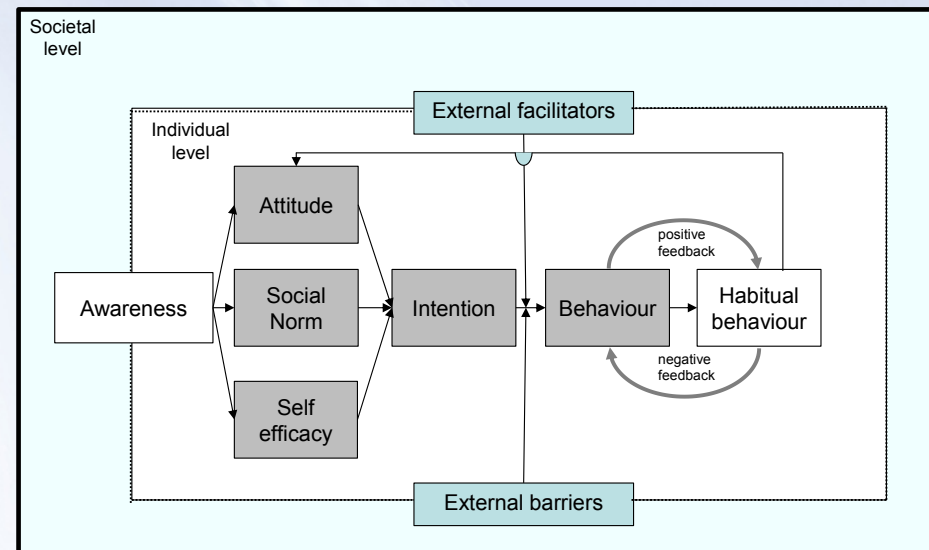 Societal
level
External facilitators
Individual
level
Attitude
positive
feedback
Awareness
Social
Norm
Intention
Behaviour
Habitual
behaviour
negative
feedback
Self
efficacy
External barriers